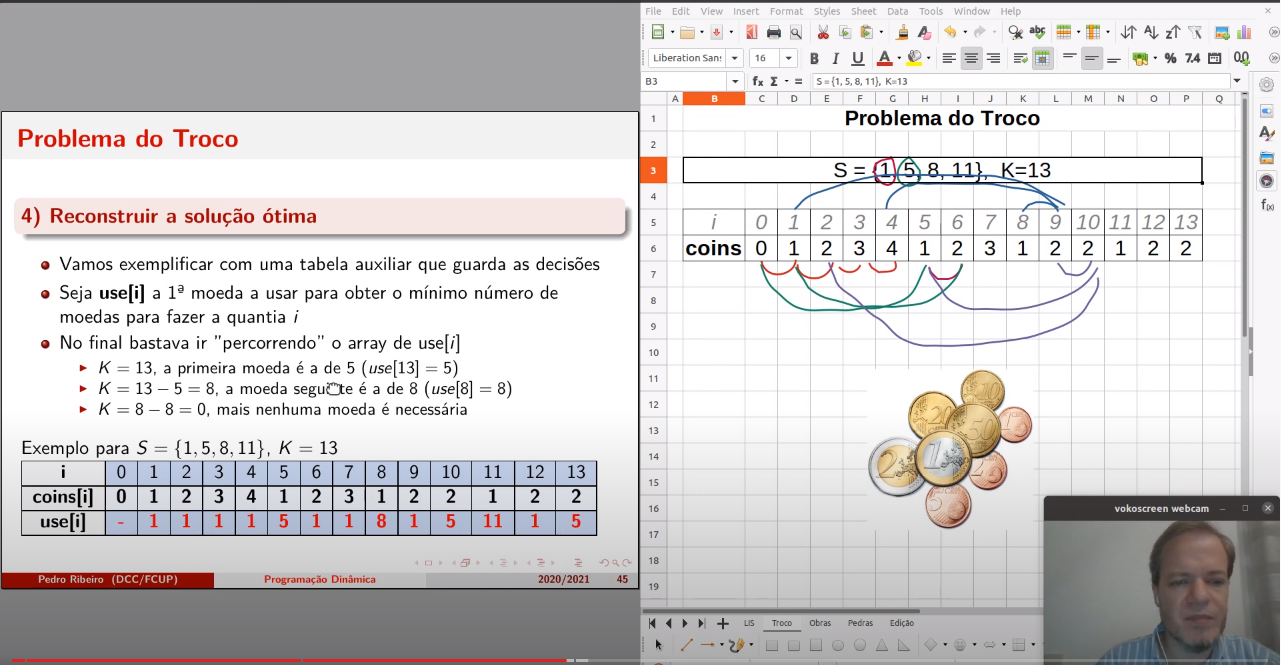 Problema do Troco
4) Reconstruir a solução ótima
Vamos exemplificar com uma tabela auxiliar que guarda as decisões
Seja use[i] a 1ª moeda a usar para obter o mínimo número de
moedas para fazer a quantia i
No final bastava ir "percorrendo" o array de use[i]
K = 13, a primeira moeda é a de 5 (use[13] = 5)
K = 13 − 5 = 8, a moeda seguinte é a de 8 (use[8] = 8)
K = 8 − 8 = 0, mais nenhuma moeda é necessária
Exemplo para S = {1, 5, 8, 11}, K = 13
i 0 1 2 3 4 5 6 7 8 9 10 11 12 13
coins[i] 0 1 2 3 4 1 2 3 1 2 2 1 2 2
use[i] - 1 1 1 1 5 1 1 8 1 5 11 1 5
Pedro Ribeiro (DCC/FCUP) Programação Dinâmica 2020/2021 45
File Edit View Insert Format Styles Sheet Data Tools Window Help
Liberation Sans 16
B3 S = {1, 5, 8, 11}, K=13
A B C D E F G H I J K L M N O P Q
1 Problema do Troco
2
3 S = {1, 5, 8, 11}, K=13
4
5 i 0 1 2 3 4 5 6 7 8 9 10 11 12 13
6 coins 0 1 2 3 4 1 2 3 1 2 2 1 2 2
7
8
9
10
11
12
13
14
15
16
17
18
19
vokoscreen webcam
LIS Troco Obras Pedras Edição